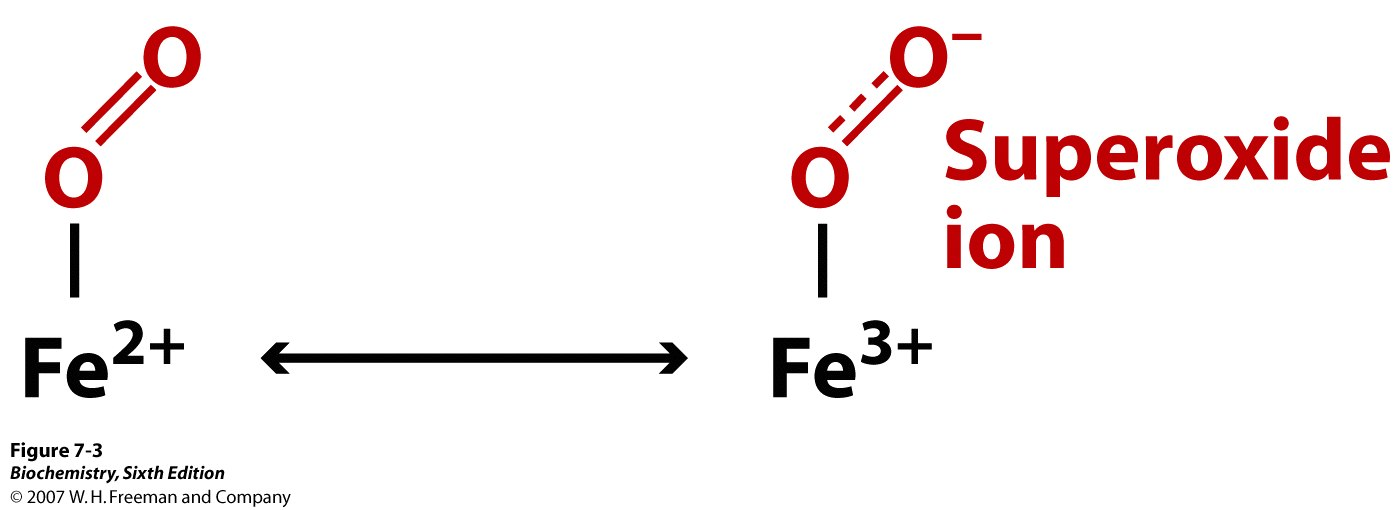 O O⁻
O O
Superoxide
ion
Fe²⁺ Fe³⁺
Figure 7-3
Biochemistry, Sixth Edition
© 2007 W. H. Freeman and Company